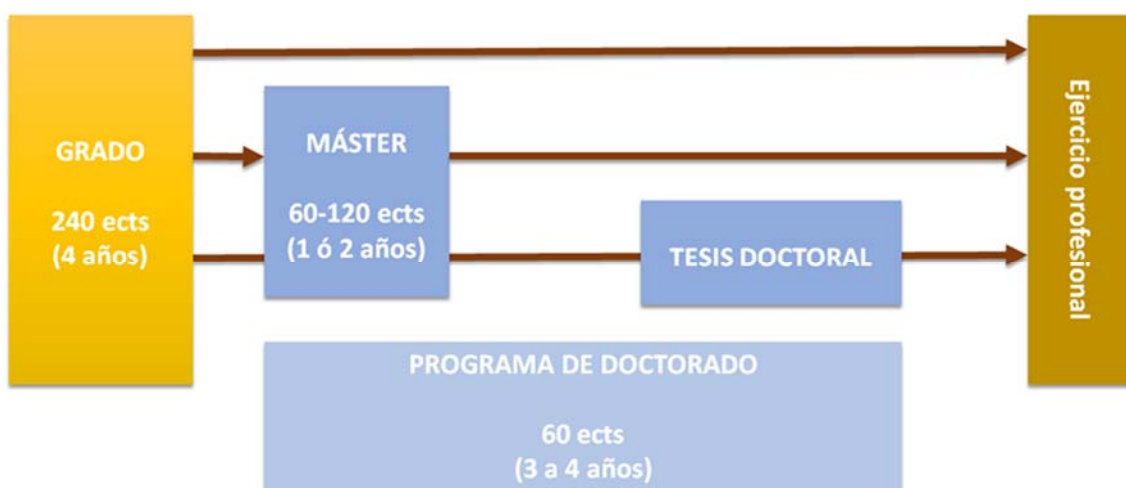 GRADO
240 ects
(4 años)
MÁSTER
60-120 ects
(1 ó 2 años)
TESIS DOCTORAL
PROGRAMA DE DOCTORADO
60 ects
(3 a 4 años)
Ejercicio profesional